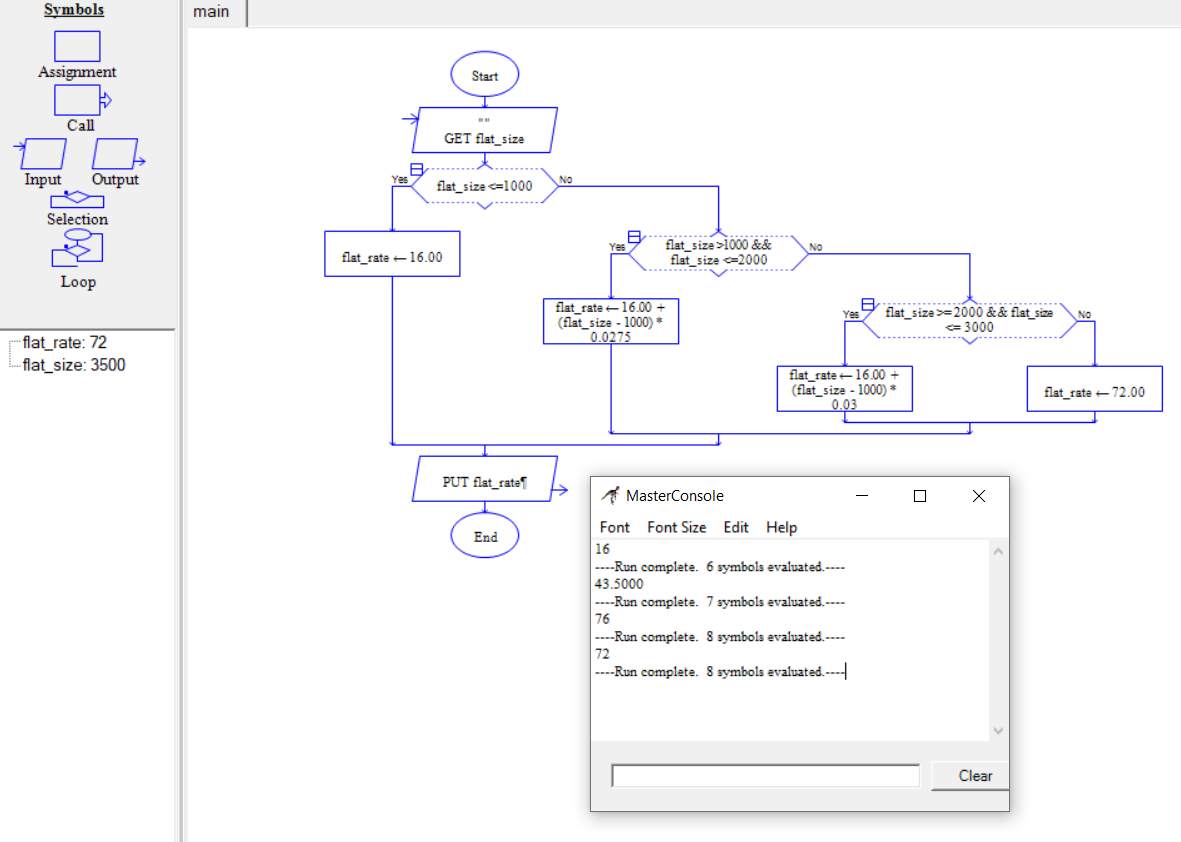 Symbols
Assignment
Call
Input
Output
Selection
Loop
flat_rate: 72
flat_size: 3500
main
Start
""
GET flat_size
Yes
flat_size <=1000
No
flat_rate ← 16.00
Yes
flat_size >1000 &&
flat_size <=2000
No
flat_rate ← 16.00 +
(flat_size - 1000) *
0.0275
Yes
flat_size >=2000 && flat_size
<= 3000
No
flat_rate ← 16.00 +
(flat_size - 1000) *
0.03
flat_rate ← 72.00
PUT flat_rate¶
End
MasterConsole
Font Font Size Edit Help
16
----Run complete. 6 symbols evaluated.----
43.5000
----Run complete. 7 symbols evaluated.----
76
----Run complete. 8 symbols evaluated.----
72
----Run complete. 8 symbols evaluated.----
Clear